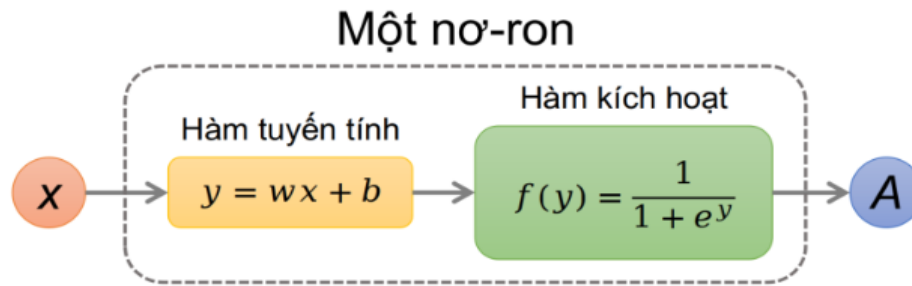 Một nơ-ron
Hàm tuyến tính
Hàm kích hoạt
x
y = wx + b
f(y) = 1 / (1 + e^y)
A